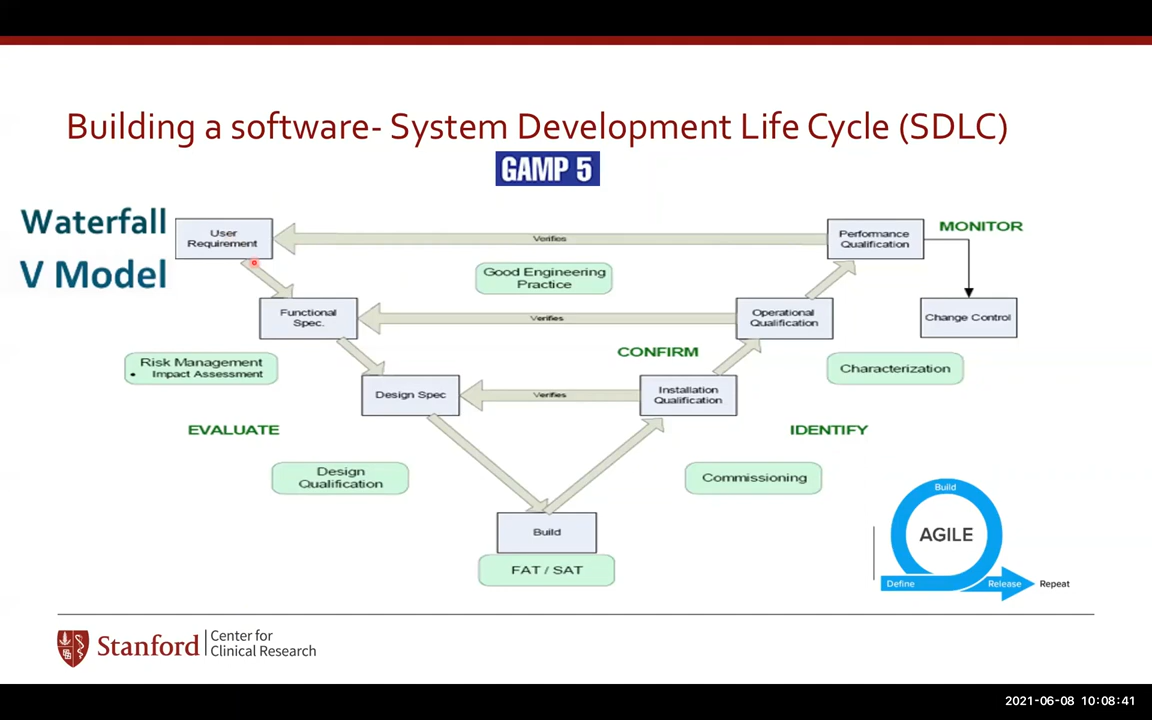 Building a software- System Development Life Cycle (SDLC)
GAMP 5
Waterfall
V Model
User
Requirement
Verifies
Performance
Qualification
MONITOR
Good Engineering
Practice
Functional
Spec.
Verifies
Operational
Qualification
Change Control
CONFIRM
Risk Management
• Impact Assessment
Characterization
Design Spec
Verifies
Installation
Qualification
EVALUATE
IDENTIFY
Design
Qualification
Commissioning
Build
FAT / SAT
Build
AGILE
Define
Release
Repeat
Stanford
Center for
Clinical Research
2021-06-08 10:08:41